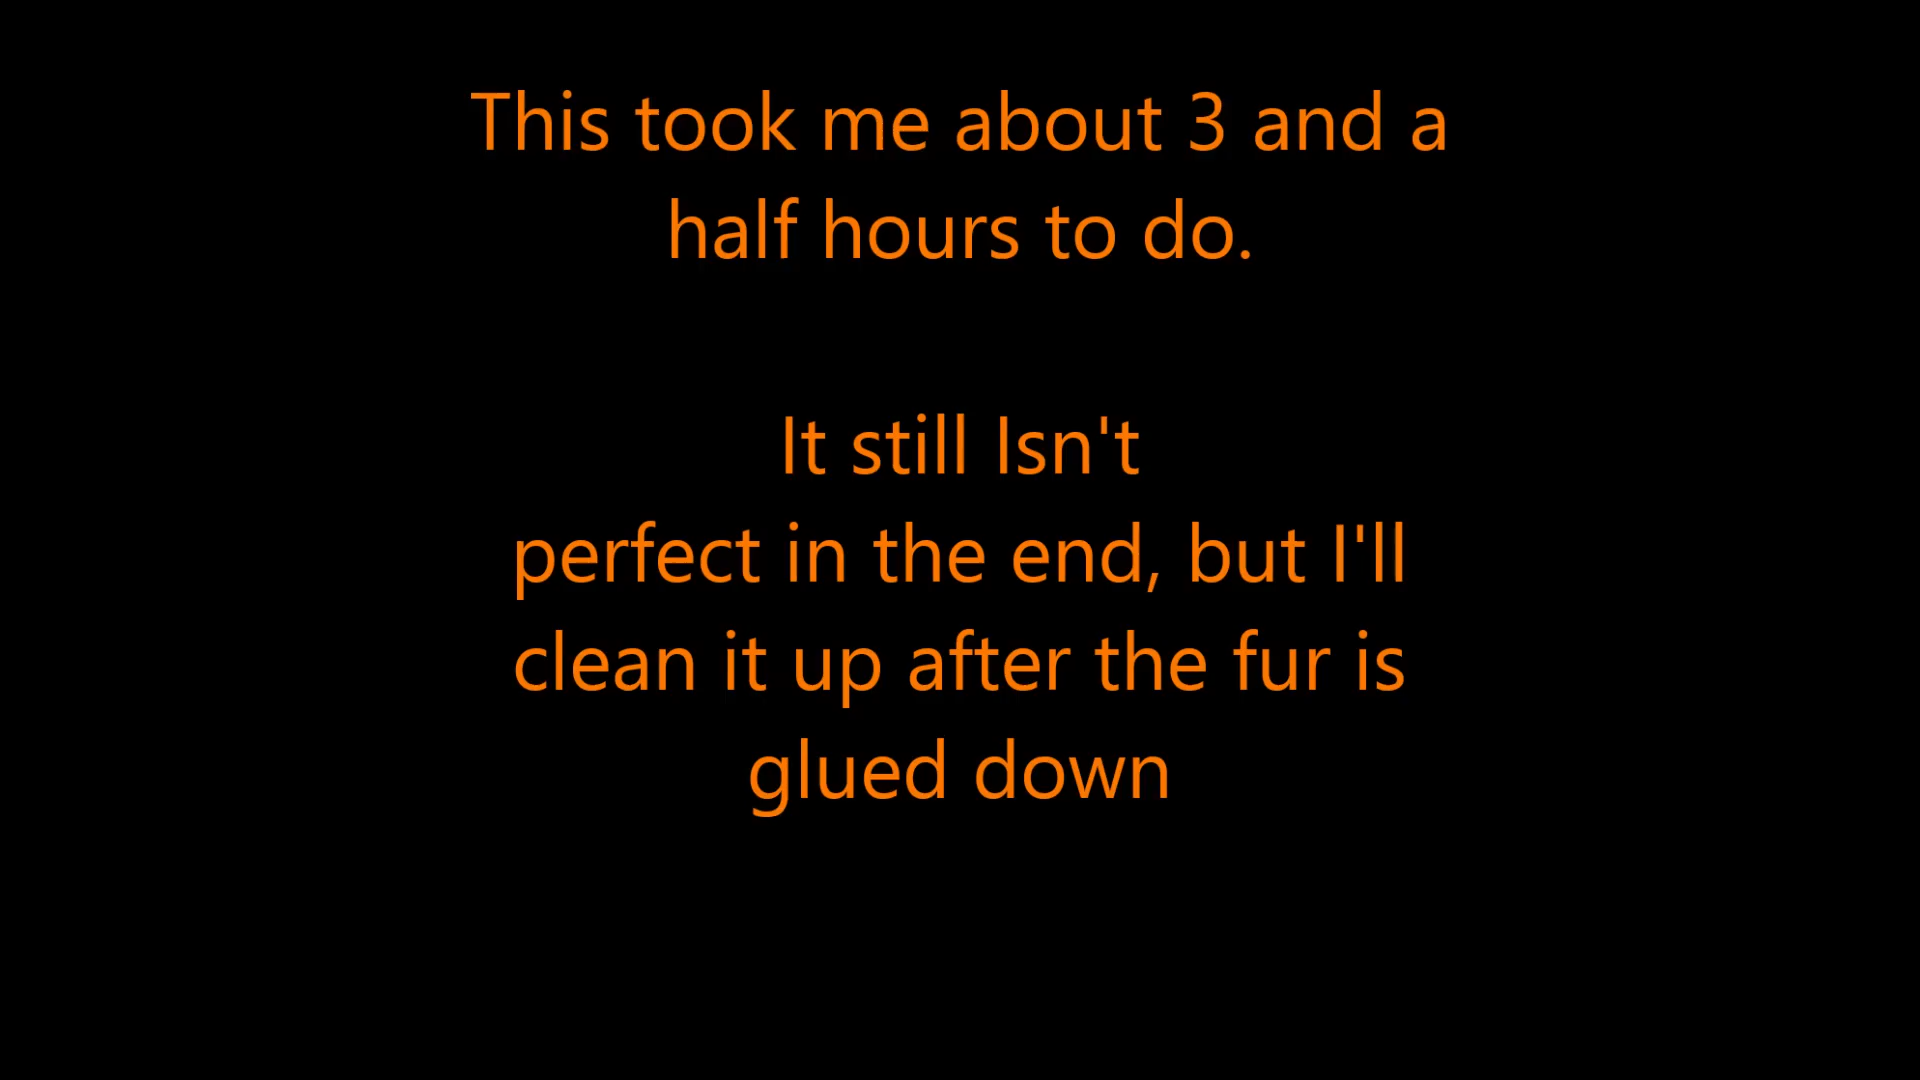 This took me about 3 and a
half hours to do.
It still Isn't
perfect in the end, but I'll
clean it up after the fur is
glued down